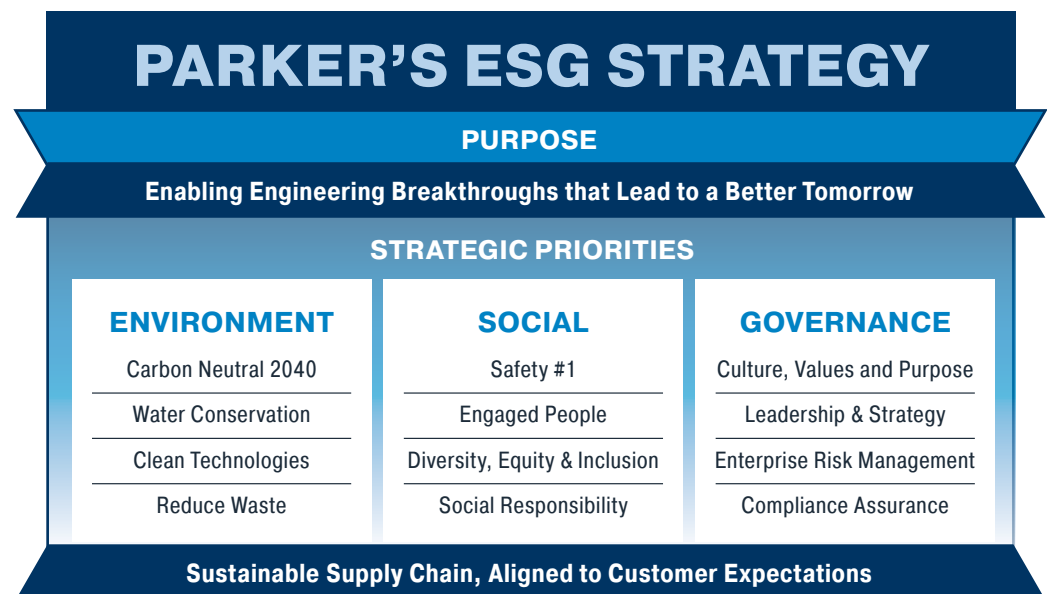 PARKER’S ESG STRATEGY
PURPOSE
Enabling Engineering Breakthroughs that Lead to a Better Tomorrow
STRATEGIC PRIORITIES
ENVIRONMENT
Carbon Neutral 2040
Water Conservation
Clean Technologies
Reduce Waste
SOCIAL
Safety #1
Engaged People
Diversity, Equity & Inclusion
Social Responsibility
GOVERNANCE
Culture, Values and Purpose
Leadership & Strategy
Enterprise Risk Management
Compliance Assurance
Sustainable Supply Chain, Aligned to Customer Expectations